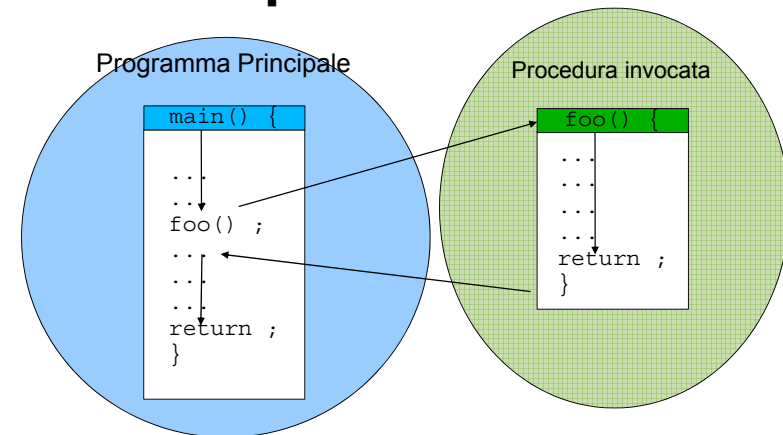 Programma Principale
main() {
...
...
foo() ;
...
...
...
return ;
}
Procedura invocata
foo() {
...
...
...
...
return ;
}